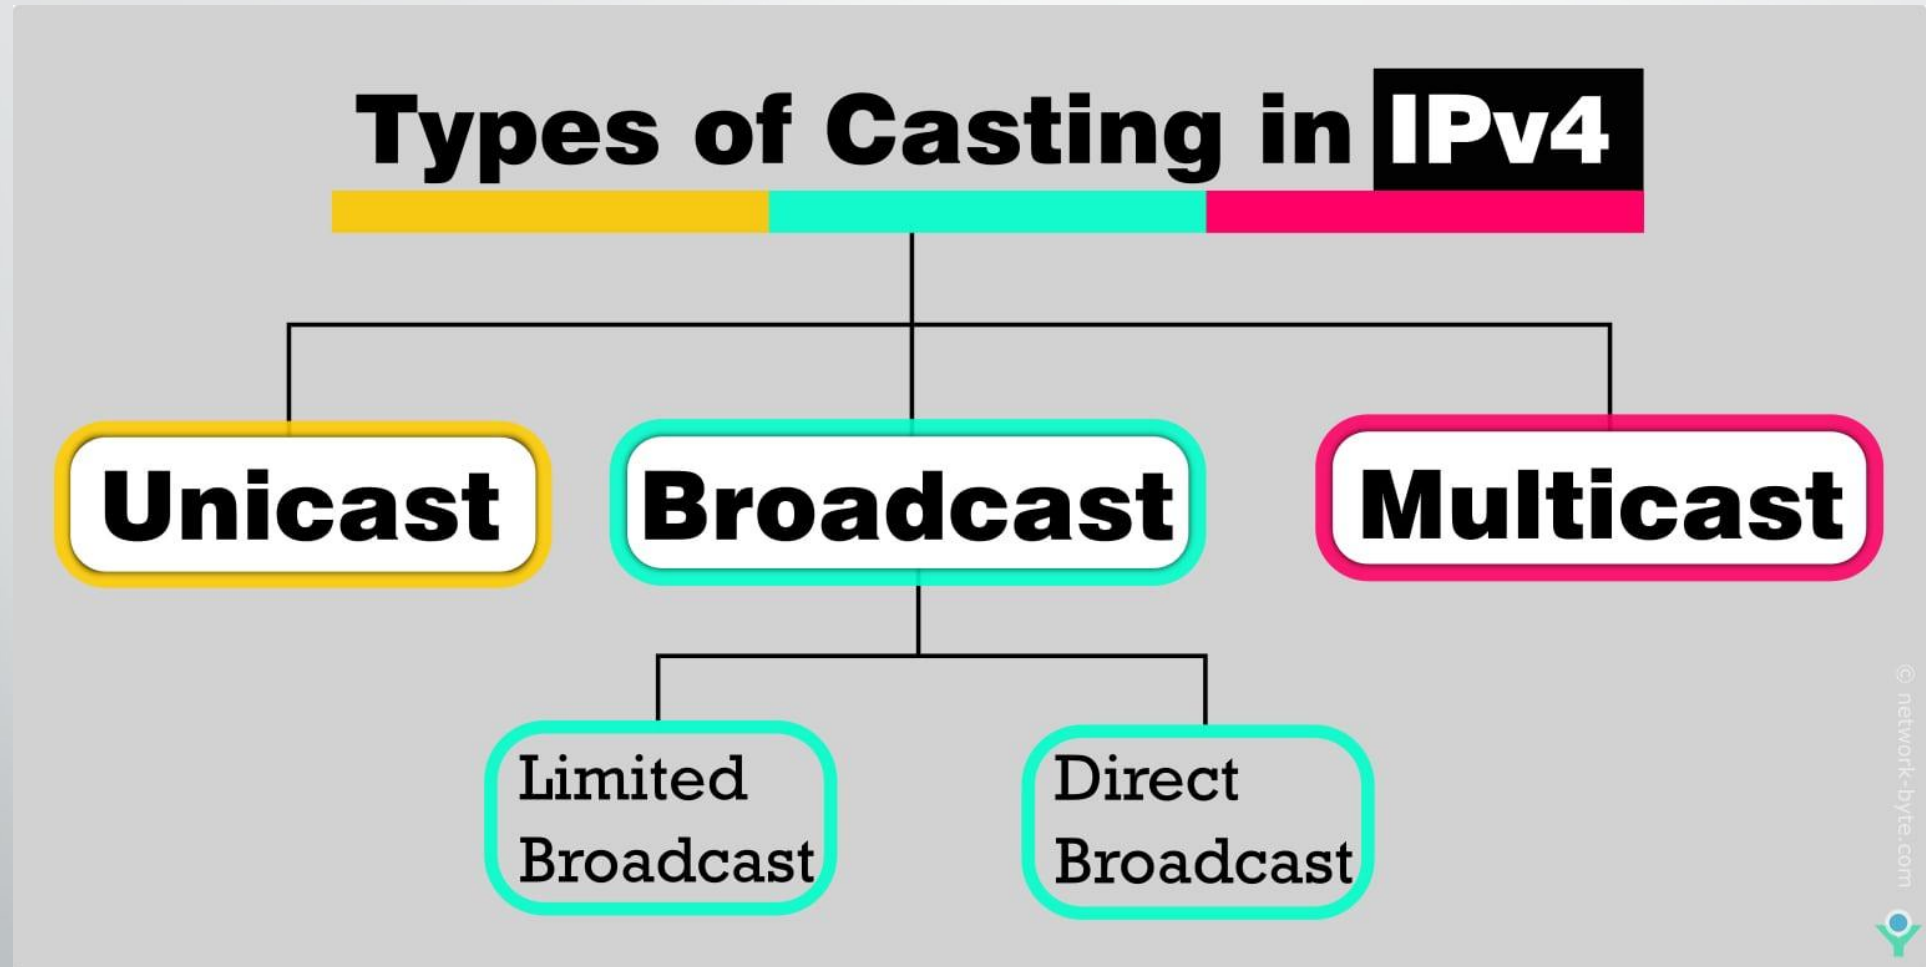 Types of Casting in IPv4
Unicast
Broadcast
Multicast
Limited
Broadcast
Direct
Broadcast
© network-byte.com